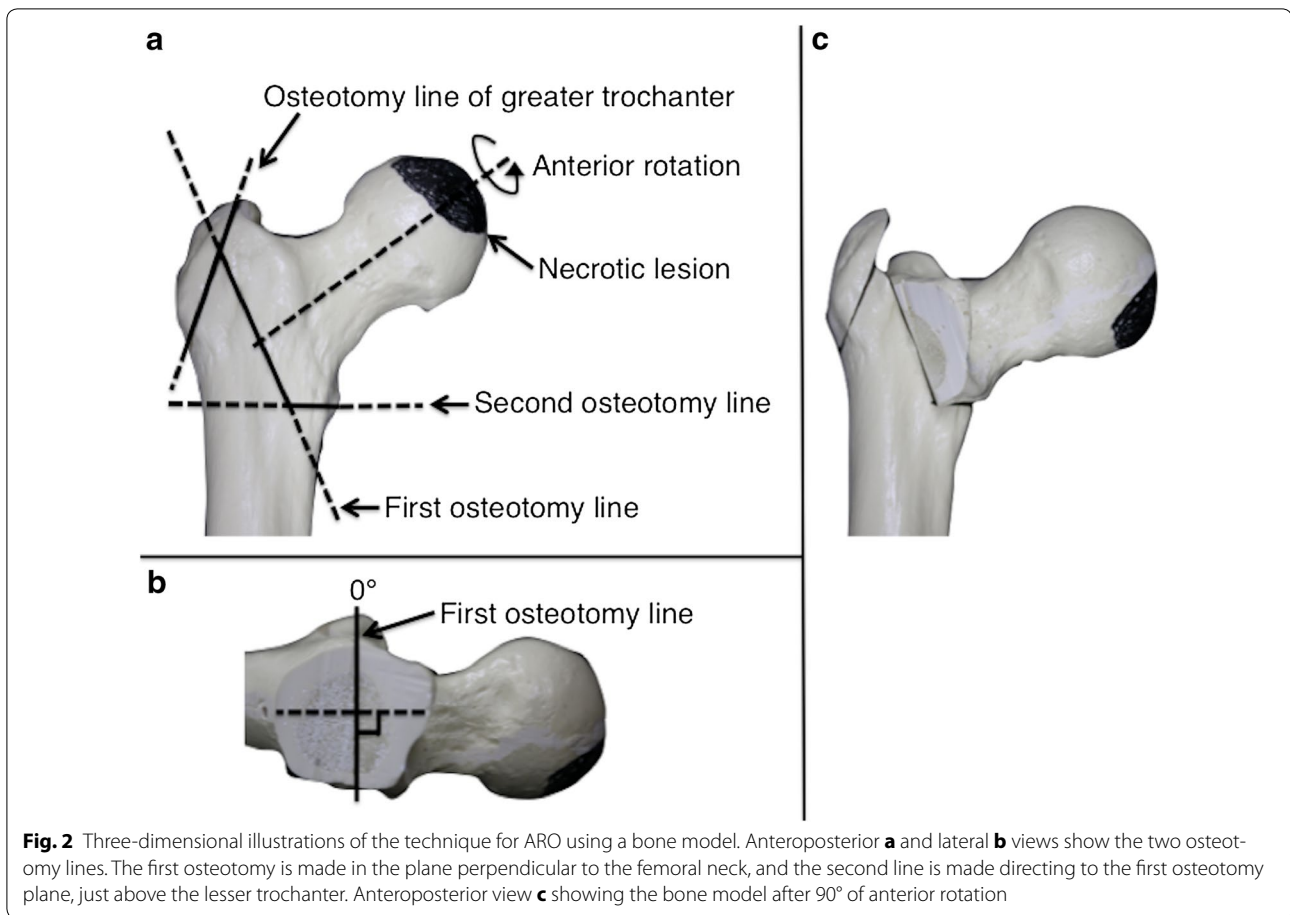 a
Osteotomy line of greater trochanter
Anterior rotation
Necrotic lesion
Second osteotomy line
First osteotomy line
b
0°
First osteotomy line
c
Fig. 2 Three-dimensional illustrations of the technique for ARO using a bone model. Anteroposterior a and lateral b views show the two osteot-
omy lines. The first osteotomy is made in the plane perpendicular to the femoral neck, and the second line is made directing to the first osteotomy
plane, just above the lesser trochanter. Anteroposterior view c showing the bone model after 90° of anterior rotation